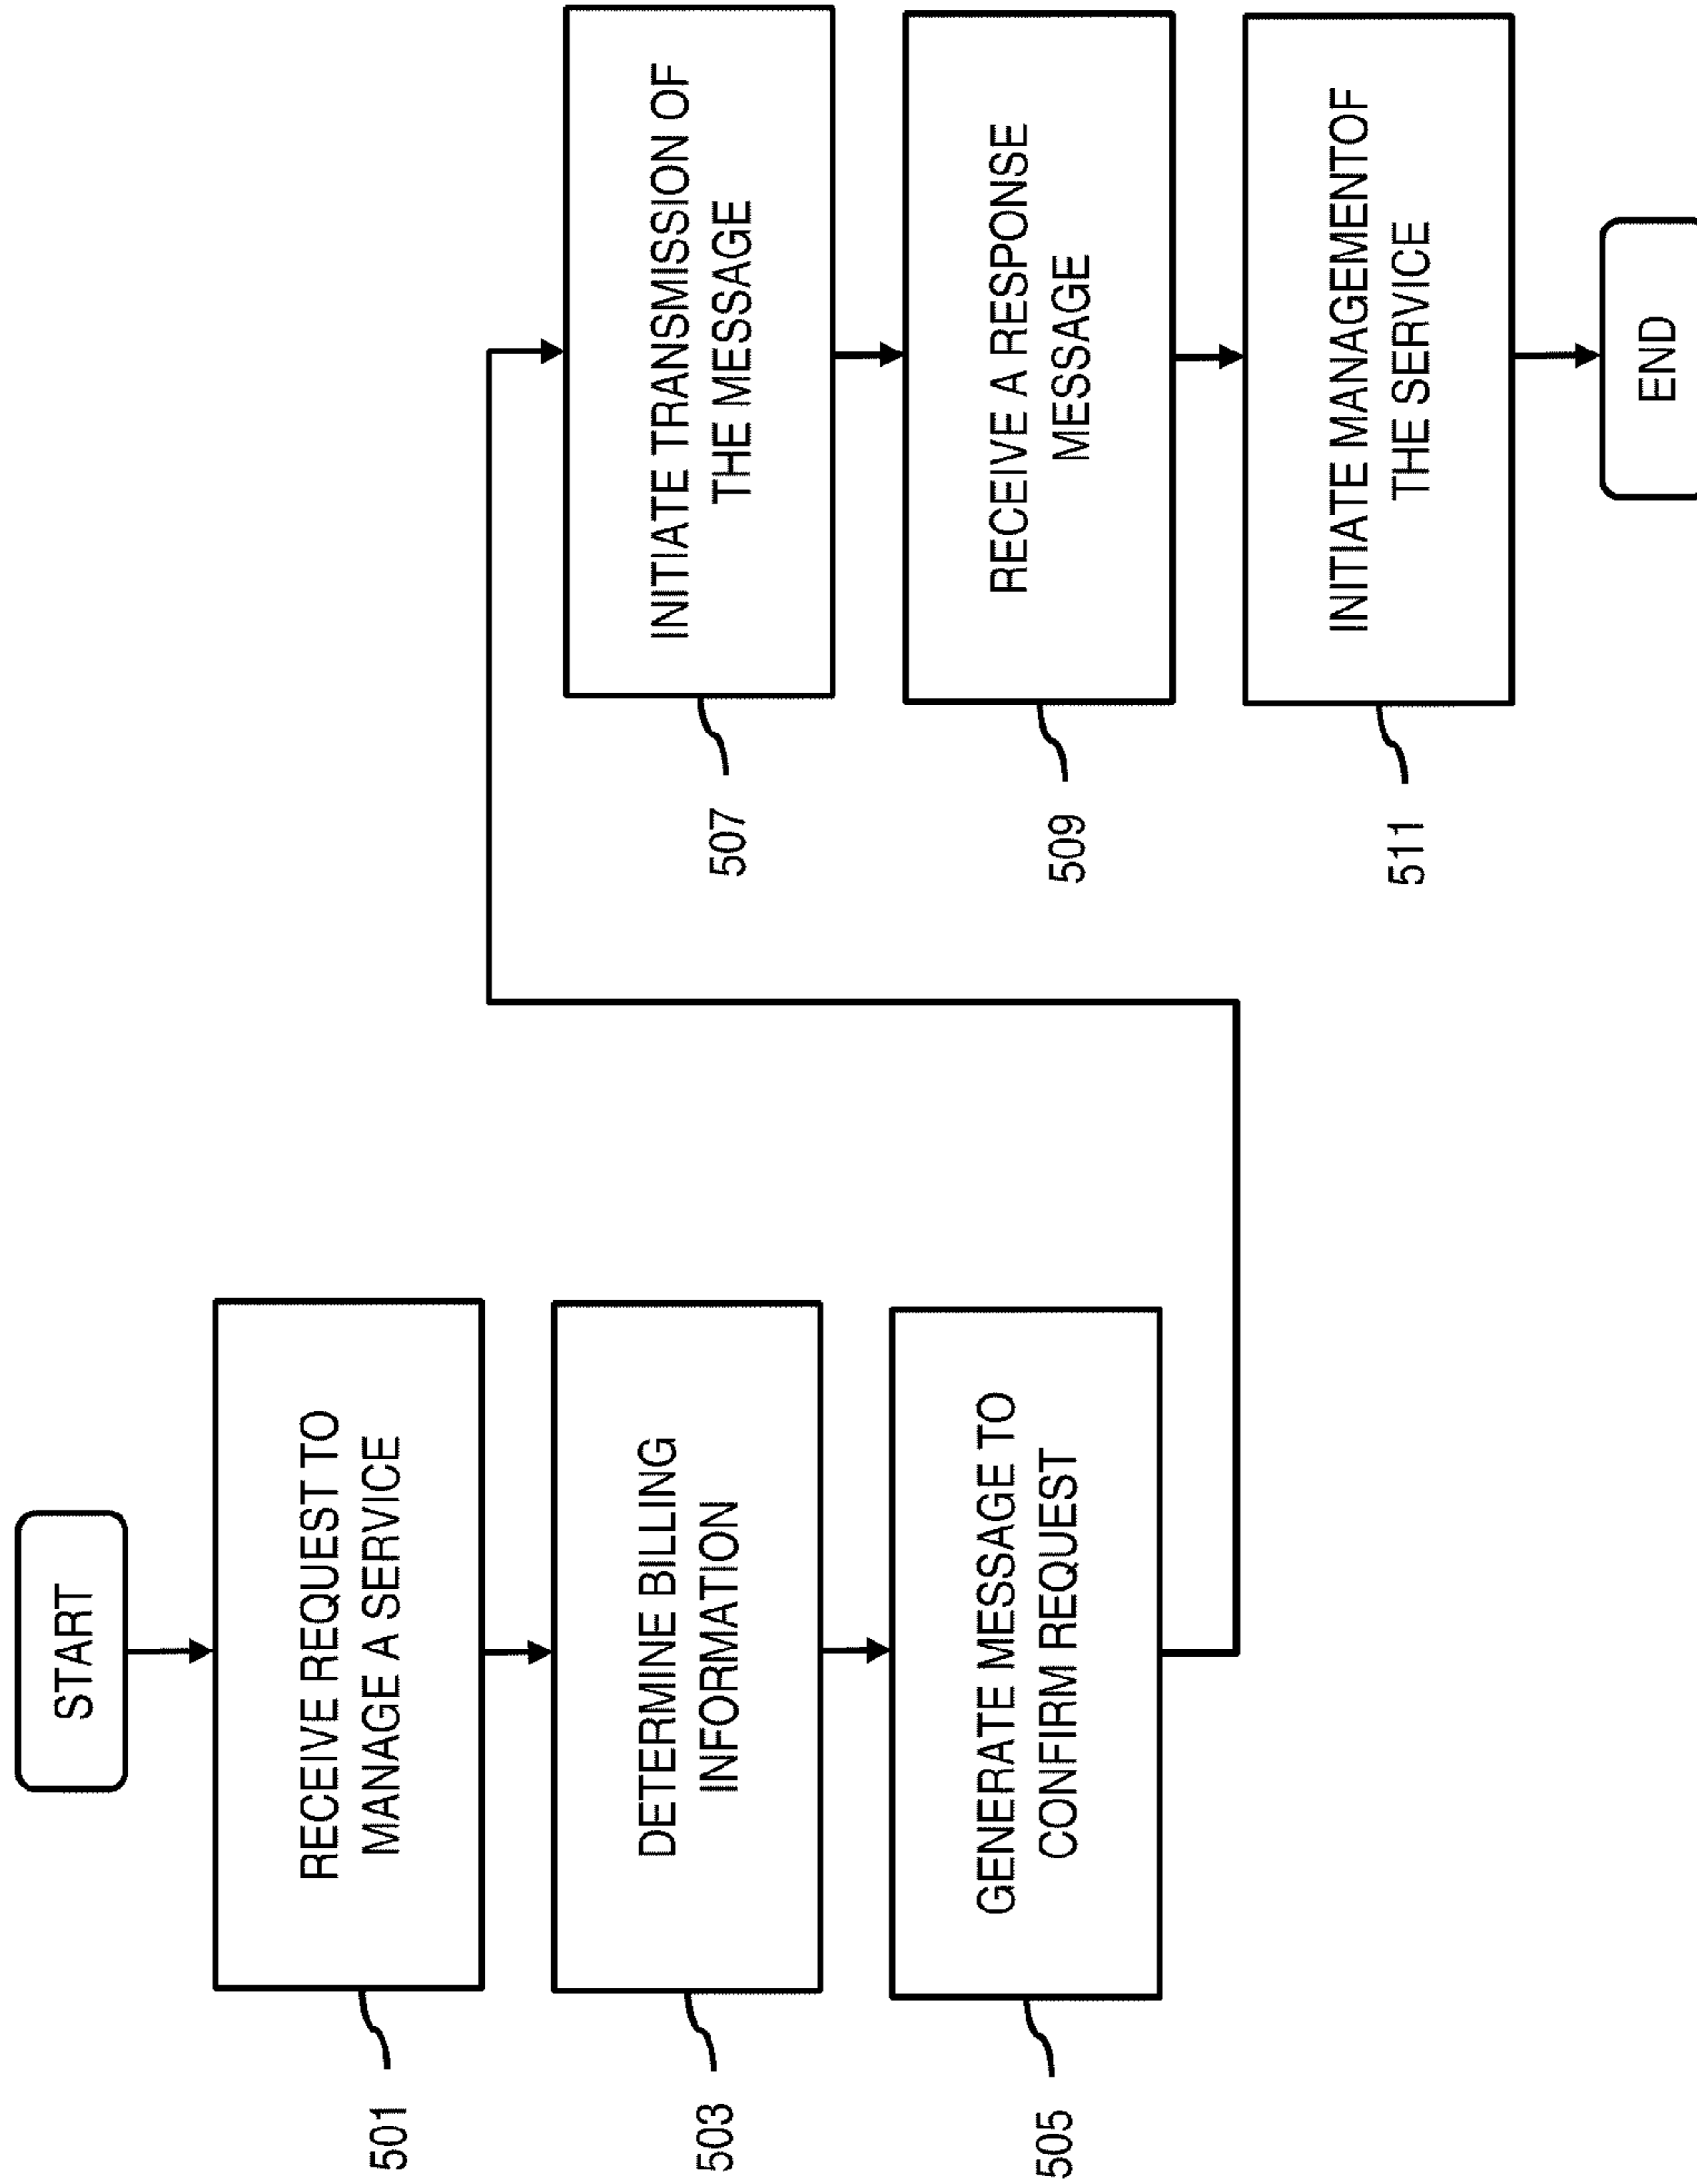 START
RECEIVE REQUEST TO
MANAGE A SERVICE
501
DETERMINE BILLING
INFORMATION
503
GENERATE MESSAGE TO
CONFIRM REQUEST
505
INITIATE TRANSMISSION OF
THE MESSAGE
507
RECEIVE A RESPONSE
MESSAGE
509
INITIATE MANAGEMENTOF
THE SERVICE
511
END